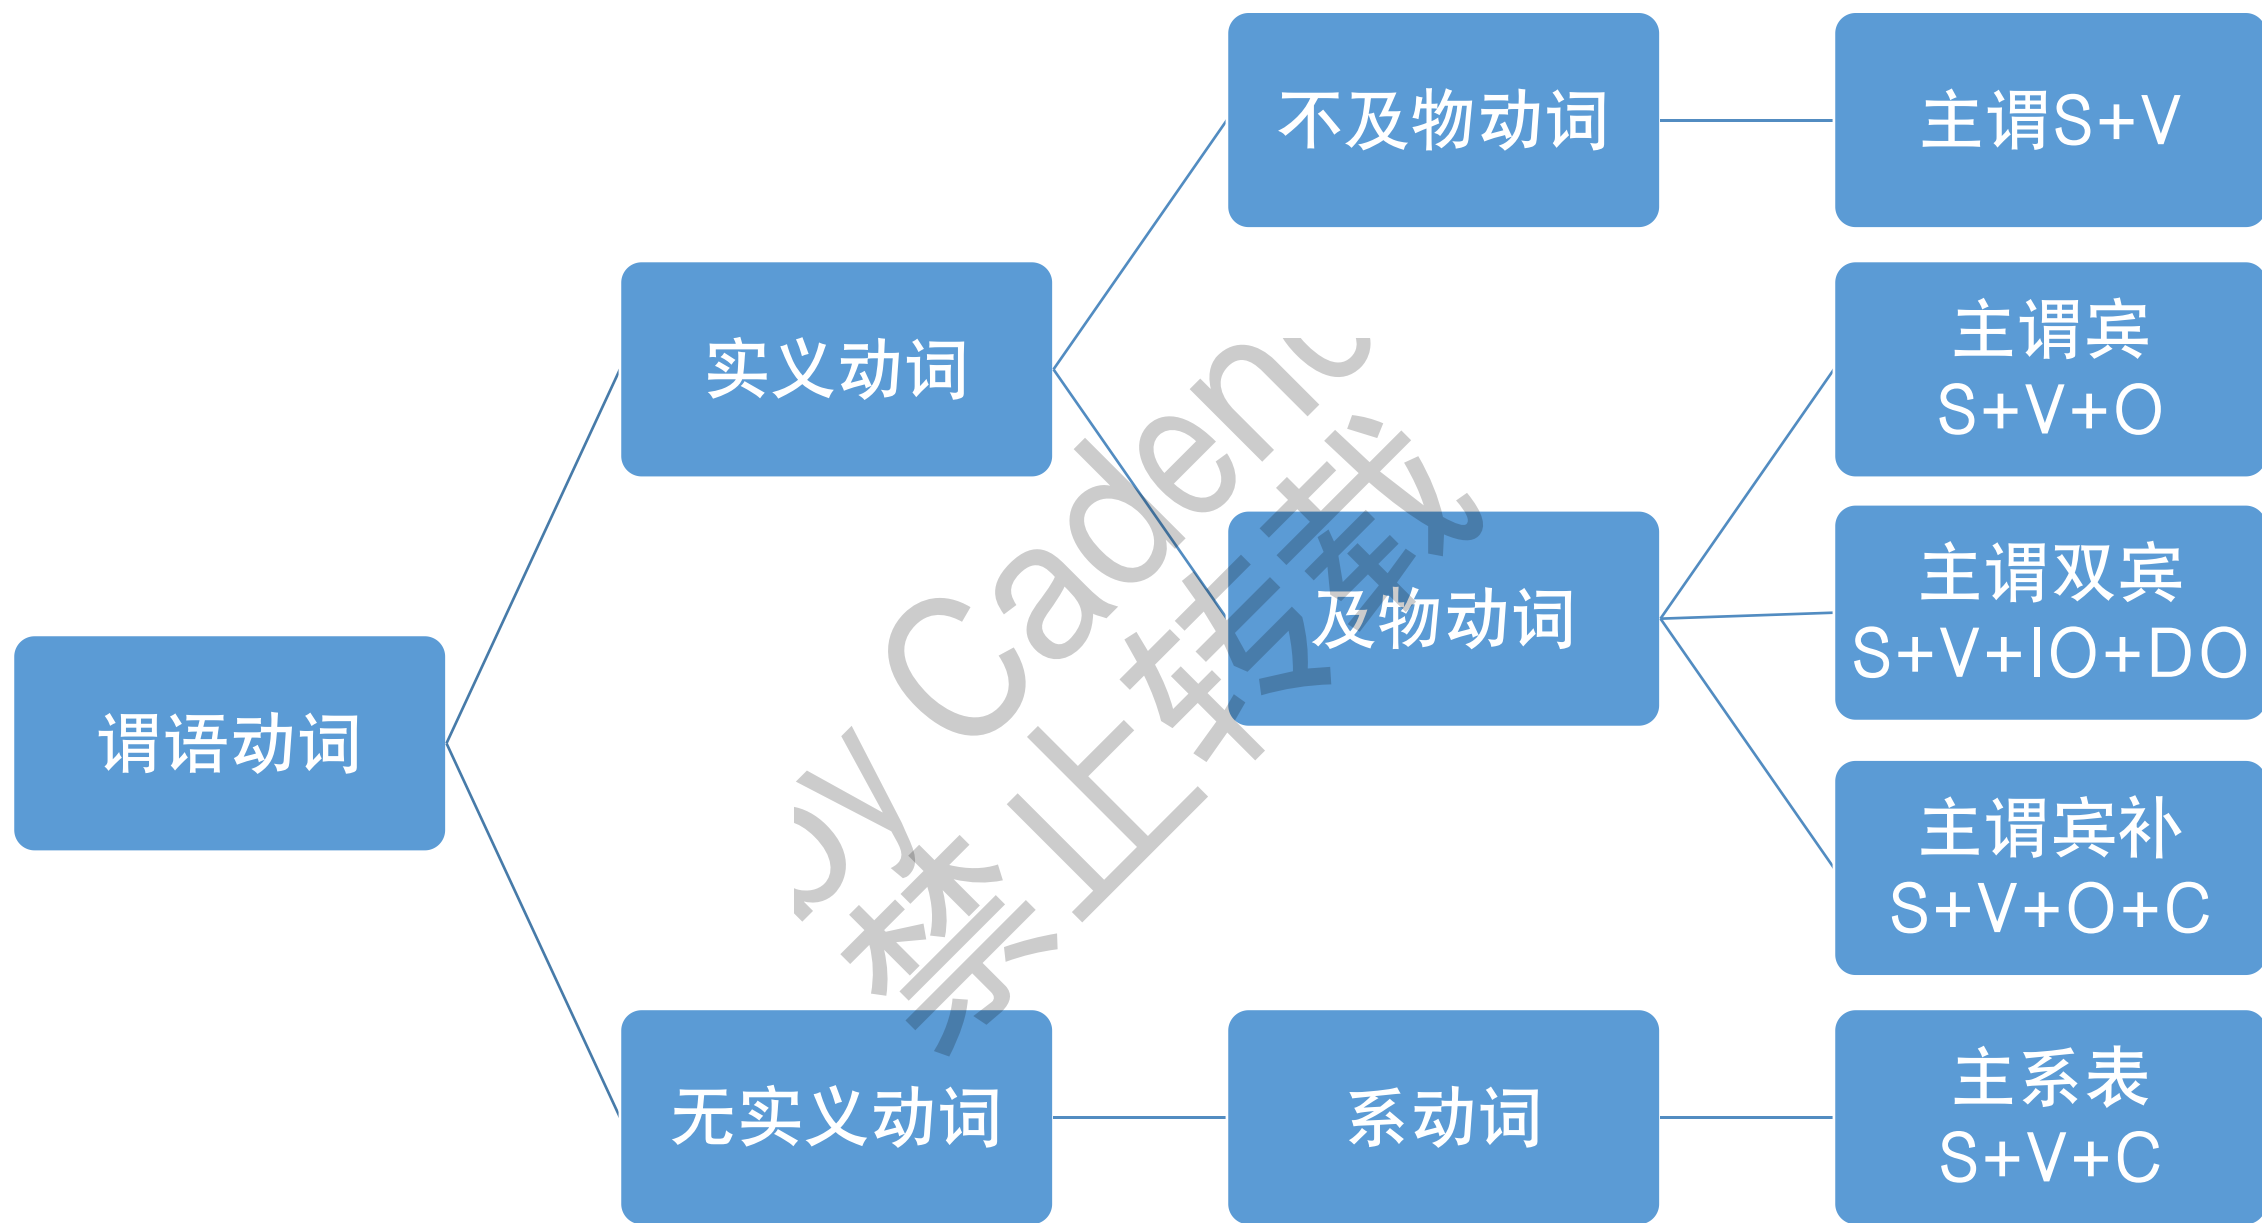 不及物动词
主谓S+V
实义动词
主谓宾
S+V+O
及物动词
主谓双宾
S+V+IO+DO
谓语动词
主谓宾补
S+V+O+C
无实义动词
系动词
主系表
S+V+C
禁止转载